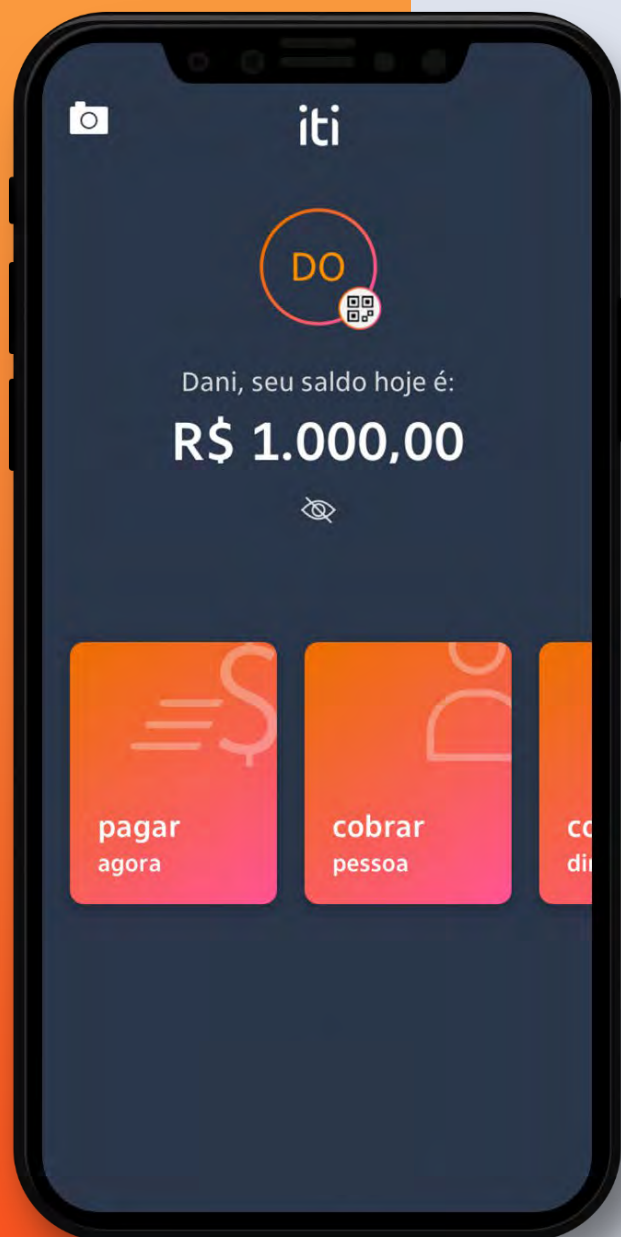 iti
DO
Dani, seu saldo hoje é:
R$ 1.000,00
pagar
agora
cobrar
pessoa